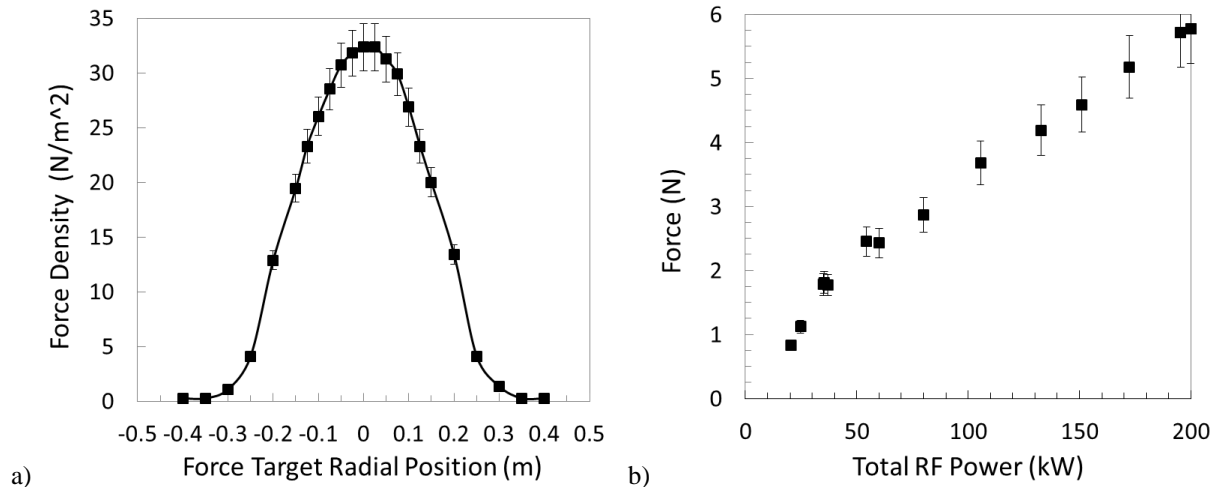 35
30
25
20
15
10
5
0
Force Density (N/m^2)
-0.5 -0.4 -0.3 -0.2 -0.1 0 0.1 0.2 0.3 0.4 0.5
a) Force Target Radial Position (m)
6
5
4
3
2
1
0
Force (N)
0 50 100 150 200
b) Total RF Power (kW)